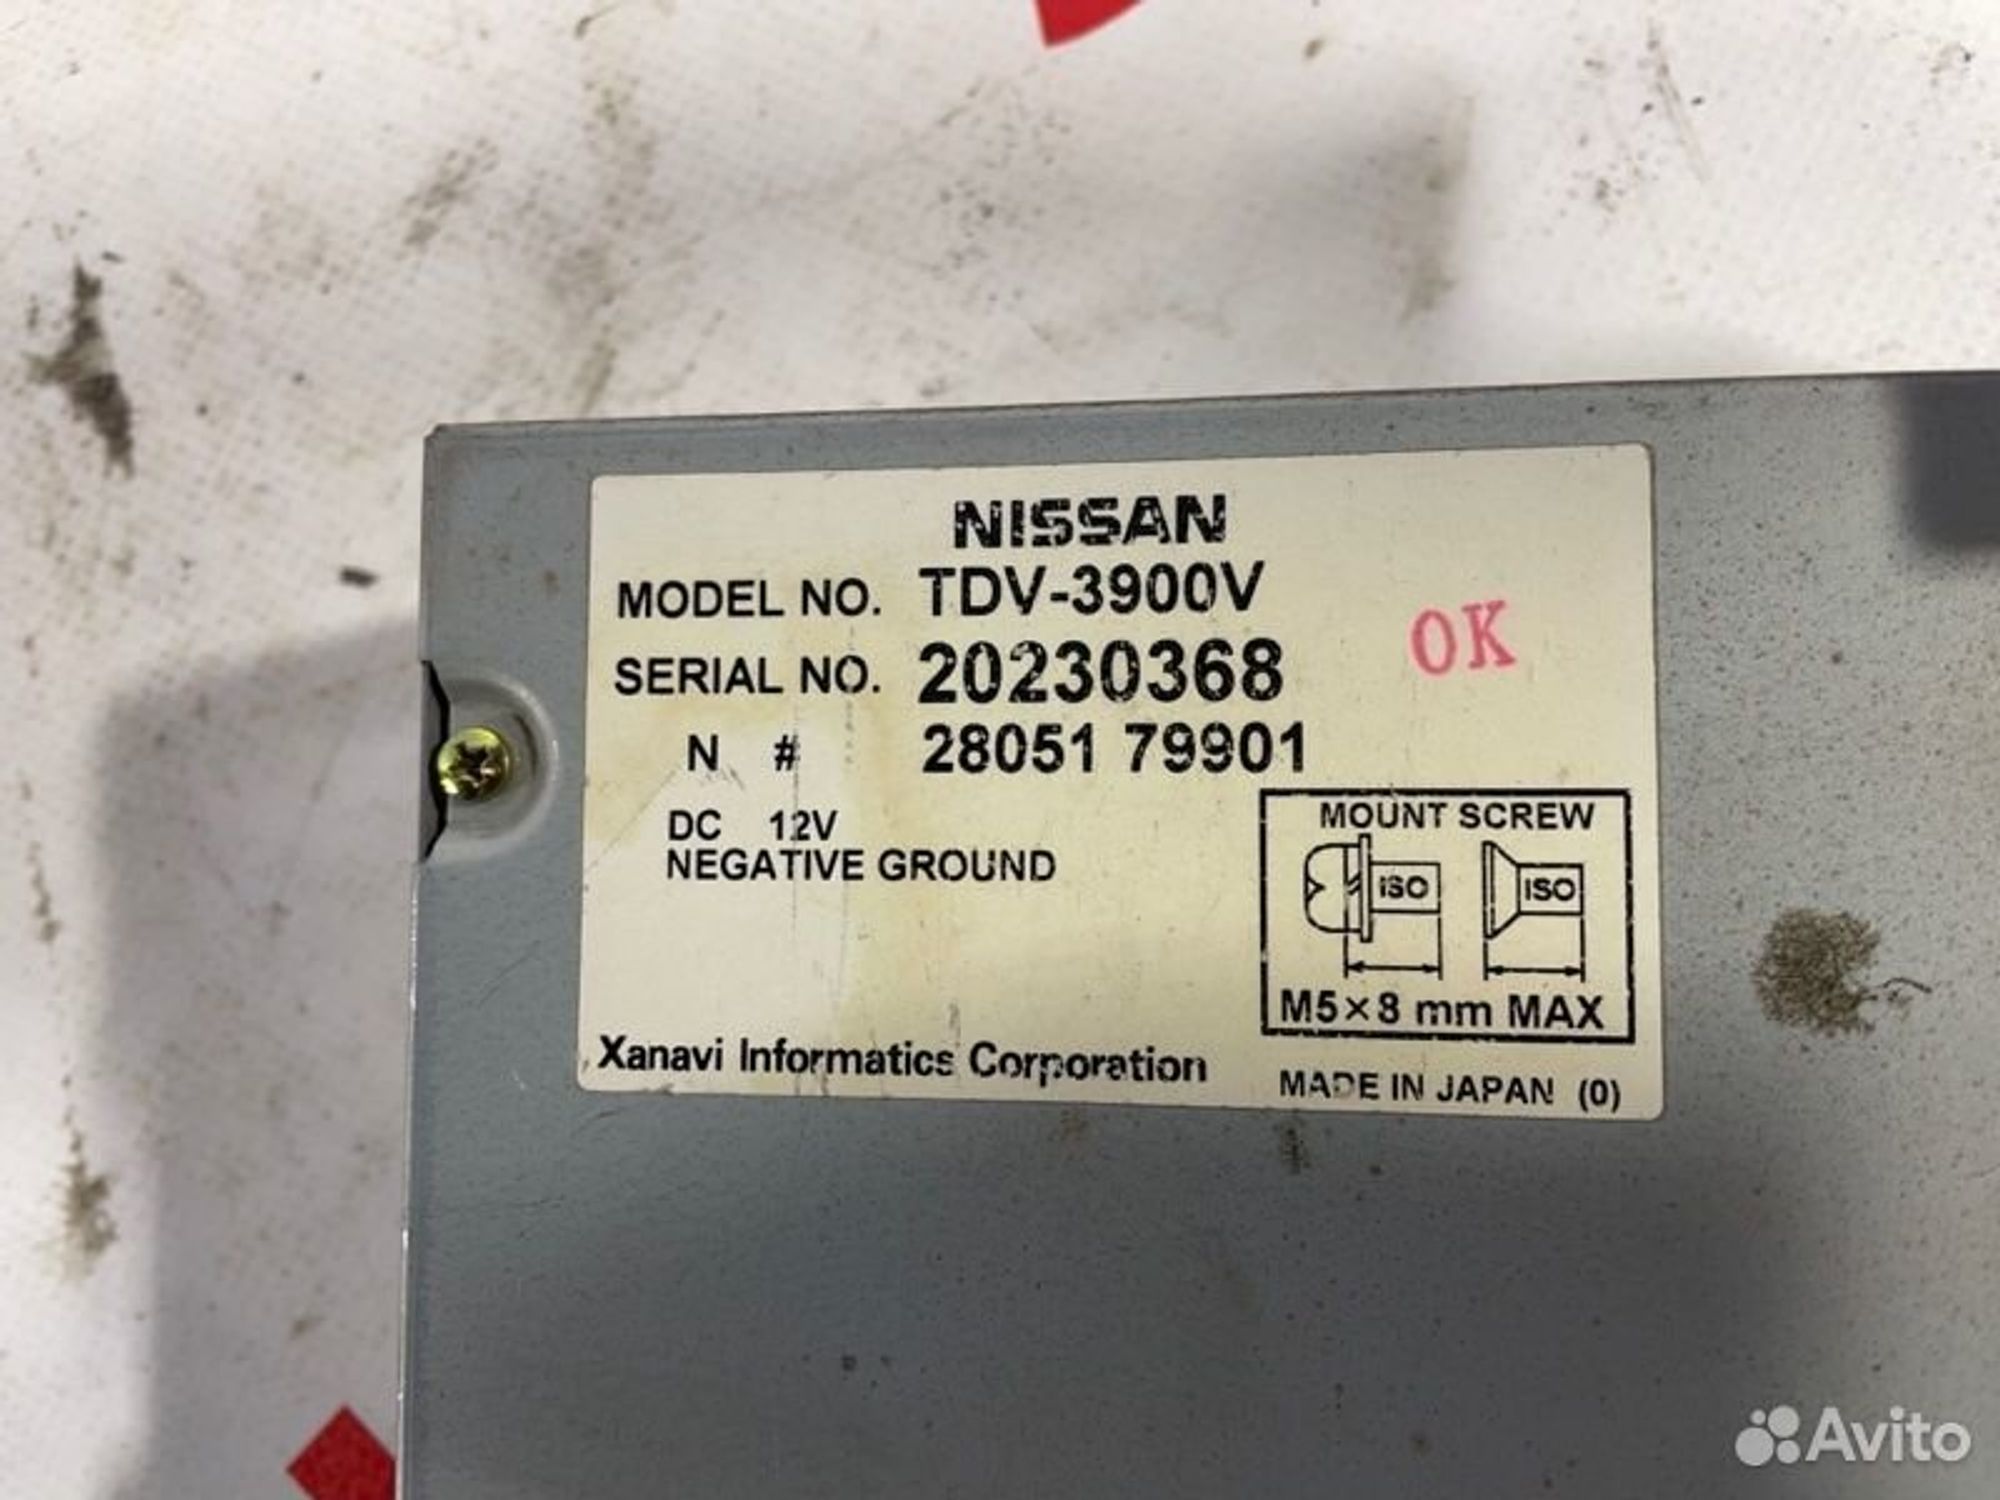 NISSAN
MODEL NO. TDV-3900V
SERIAL NO. 20230368
OK
N # 28051 79901
DC 12V
NEGATIVE GROUND
MOUNT SCREW
ISO ISO
M5×8 mm MAX
Xanavi Informatics Corporation
MADE IN JAPAN (0)
Avito